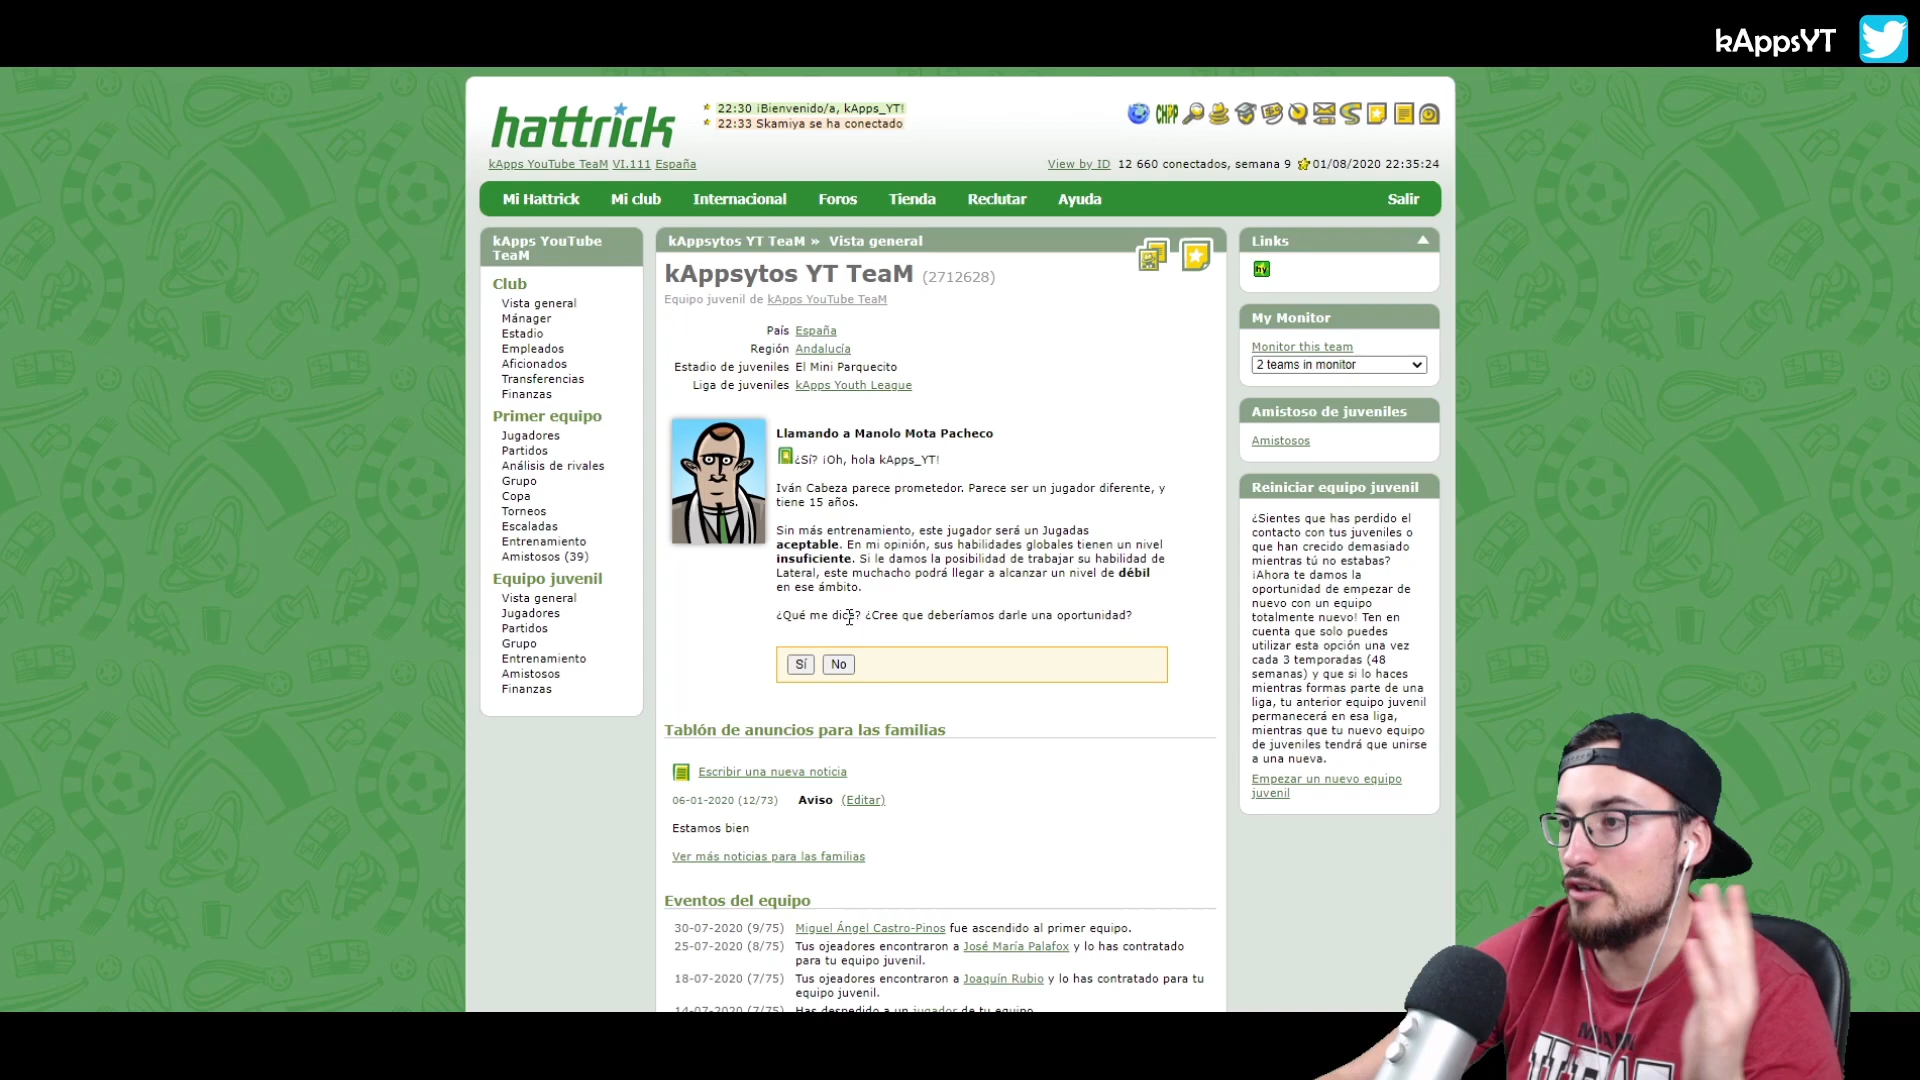 kAppsYT
hattrick
22:30 ¡Bienvenido/a, kApps_YT!
22:33 Skamiya se ha conectado
CHPP
kApps YouTube TeaM VI.111 España
View by ID 12 660 conectados, semana 9 01/08/2020 22:35:24
Mi Hattrick Mi club Internacional Foros Tienda Reclutar Ayuda Salir
kApps YouTube
TeaM
Club
Vista general
Mánager
Estadio
Empleados
Aficionados
Transferencias
Finanzas
Primer equipo
Jugadores
Partidos
Análisis de rivales
Grupo
Copa
Torneos
Escaladas
Entrenamiento
Amistosos (39)
Equipo juvenil
Vista general
Jugadores
Partidos
Grupo
Entrenamiento
Amistosos
Finanzas
kAppsytos YT TeaM » Vista general
kAppsytos YT TeaM (2712628)
Equipo juvenil de kApps YouTube TeaM
País España
Región Andalucía
Estadio de juveniles El Mini Parquecito
Liga de juveniles kApps Youth League
Llamando a Manolo Mota Pacheco
¿Sí? ¡Oh, hola kApps_YT!
Iván Cabeza parece prometedor. Parece ser un jugador diferente, y
tiene 15 años.
Sin más entrenamiento, este jugador será un Jugadas
aceptable. En mi opinión, sus habilidades globales tienen un nivel
insuficiente. Si le damos la posibilidad de trabajar su habilidad de
Lateral, este muchacho podrá llegar a alcanzar un nivel de débil
en ese ámbito.
¿Qué me dice? ¿Cree que deberíamos darle una oportunidad?
Sí No
Tablón de anuncios para las familias
Escribir una nueva noticia
06-01-2020 (12/73) Aviso (Editar)
Estamos bien
Ver más noticias para las familias
Eventos del equipo
30-07-2020 (9/75) Miguel Ángel Castro-Pinos fue ascendido al primer equipo.
25-07-2020 (8/75) Tus ojeadores encontraron a José María Palafox y lo has contratado
para tu equipo juvenil.
18-07-2020 (7/75) Tus ojeadores encontraron a Joaquín Rubio y lo has contratado para tu
equipo juvenil.
14-07-2020 (7/75) Has despedido a un jugador de tu equipo.
Links
hy
My Monitor
Monitor this team
2 teams in monitor
Amistoso de juveniles
Amistosos
Reiniciar equipo juvenil
¿Sientes que has perdido el
contacto con tus juveniles o
que han crecido demasiado
mientras tú no estabas?
¡Ahora te damos la
oportunidad de empezar de
nuevo con un equipo
totalmente nuevo! Ten en
cuenta que solo puedes
utilizar esta opción una vez
cada 3 temporadas (48
semanas) y que si lo haces
mientras formas parte de una
liga, tu anterior equipo juvenil
permanecerá en esa liga,
mientras que tu nuevo equipo
de juveniles tendrá que unirse
a una nueva.
Empezar un nuevo equipo
juvenil